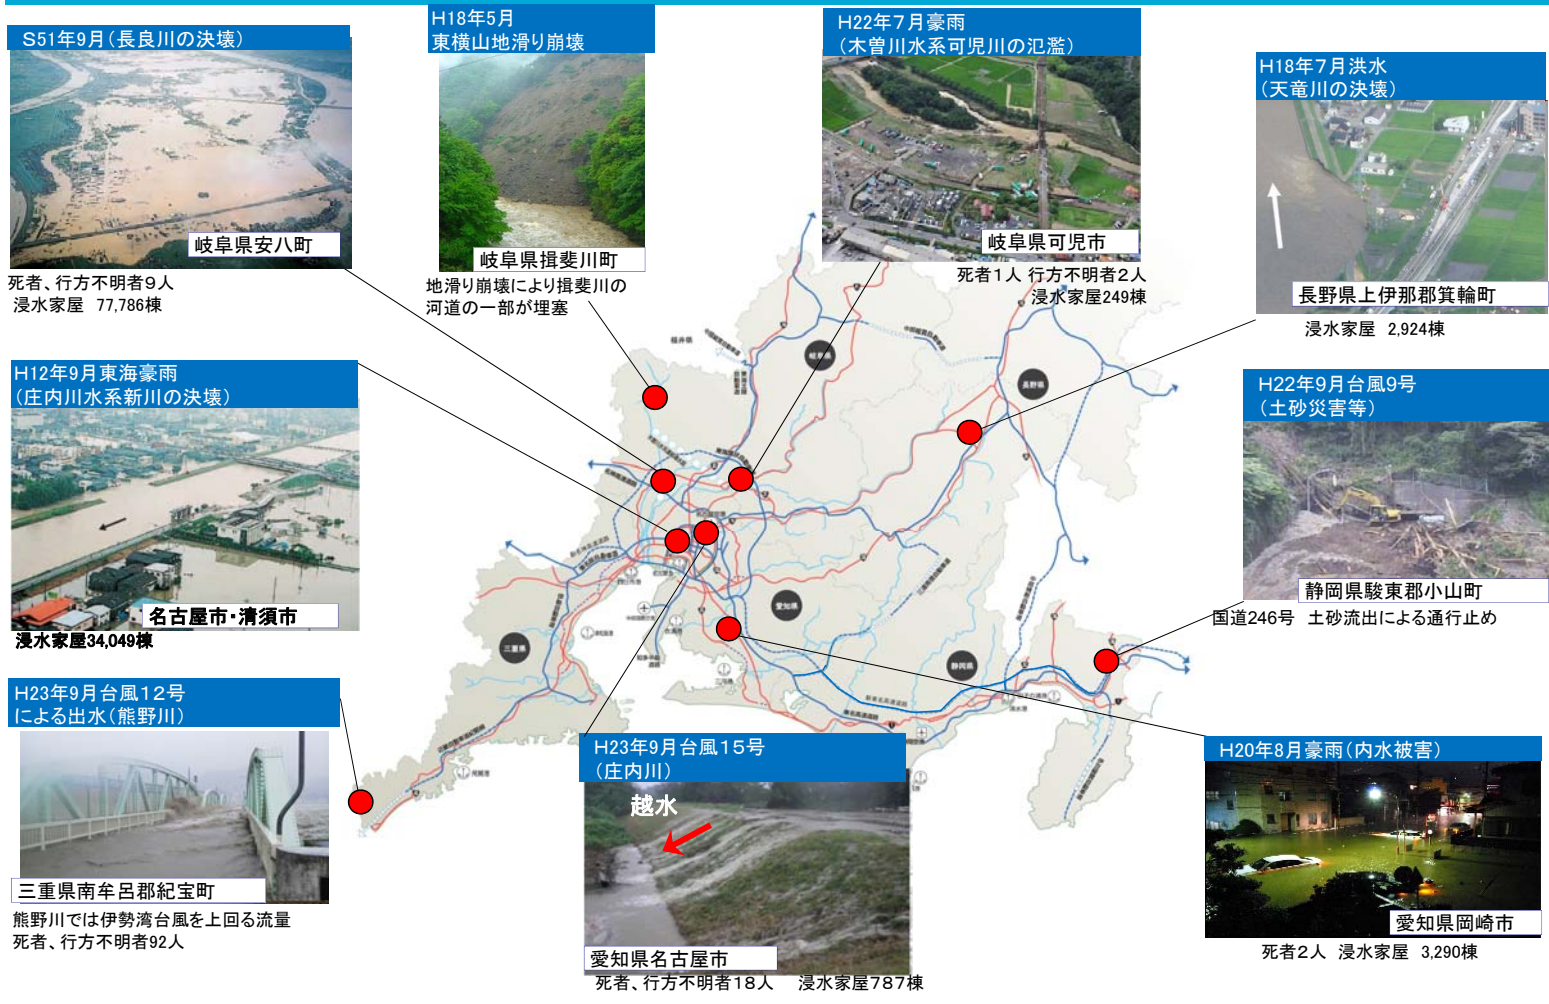 S51年9月(長良川の決壊)
岐阜県安八町
死者、行方不明者9人
浸水家屋 77,786棟
H18年5月
東横山地滑り崩壊
岐阜県揖斐川町
地滑り崩壊により揖斐川の
河道の一部が埋塞
H22年7月豪雨
(木曽川水系可児川の氾濫)
岐阜県可児市
死者1人 行方不明者2人
浸水家屋249棟
H18年7月洪水
(天竜川の決壊)
長野県上伊那郡箕輪町
浸水家屋 2,924棟
H12年9月東海豪雨
(庄内川水系新川の決壊)
名古屋市・清須市
浸水家屋34,049棟
H22年9月台風9号
(土砂災害等)
静岡県駿東郡小山町
国道246号 土砂流出による通行止め
福井県
岐阜県
長野県
愛知県
三重県
静岡県
H23年9月台風12号
による出水(熊野川)
三重県南牟呂郡紀宝町
熊野川では伊勢湾台風を上回る流量
死者、行方不明者92人
H23年9月台風15号
(庄内川)
越水
愛知県名古屋市
死者、行方不明者18人 浸水家屋787棟
H20年8月豪雨(内水被害)
愛知県岡崎市
死者2人 浸水家屋 3,290棟